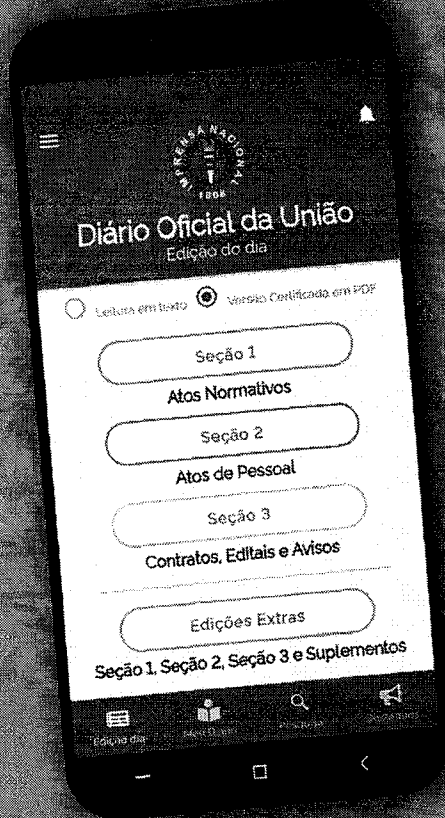 IMPRENSA NACIONAL
1808
Diário Oficial da União
Edição do dia
Leitura em texto Versão Certificada em PDF
Seção 1
Atos Normativos
Seção 2
Atos de Pessoal
Seção 3
Contratos, Editais e Avisos
Edições Extras
Seção 1, Seção 2, Seção 3 e Suplementos
Edição dia